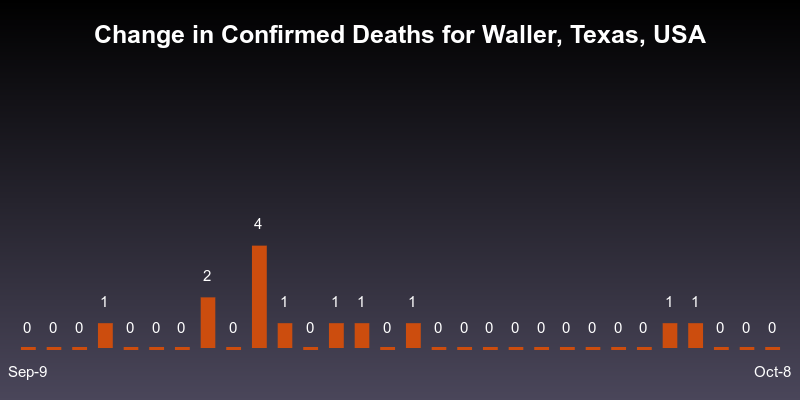 Change in Confirmed Deaths for Waller, Texas, USA
0 0 0 1 0 0 0 2 0 4 1 0 1 1 0 1 0 0 0 0 0 0 0 0 0 1 1 0 0 0
Sep-9 Oct-8